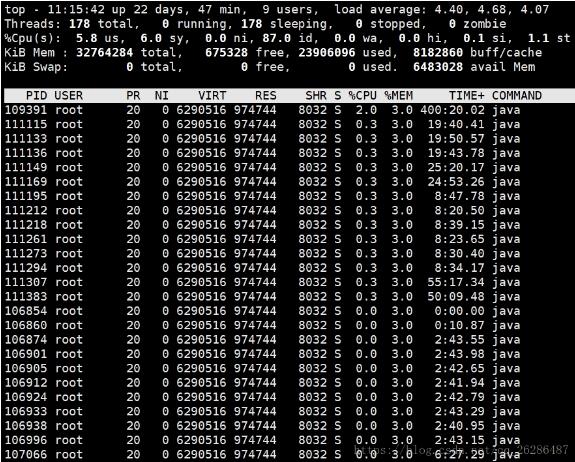 top - 11:15:42 up 22 days, 47 min,  9 users,  load average: 4.40, 4.68, 4.07
Threads: 178 total,   0 running, 178 sleeping,   0 stopped,   0 zombie
%Cpu(s):  5.8 us,  6.0 sy,  0.0 ni, 87.0 id,  0.0 wa,  0.0 hi,  0.1 si,  1.1 st
KiB Mem : 32764284 total,   675328 free, 23906096 used,  8182860 buff/cache
KiB Swap:        0 total,        0 free,        0 used.  6483028 avail Mem
PID USER      PR  NI    VIRT    RES    SHR S %CPU %MEM     TIME+ COMMAND
109391 root      20   0 6290516 974744   8032 S  2.0  3.0 400:20.02 java
111115 root      20   0 6290516 974744   8032 S  0.3  3.0  19:40.41 java
111133 root      20   0 6290516 974744   8032 S  0.3  3.0  19:50.57 java
111136 root      20   0 6290516 974744   8032 S  0.3  3.0  19:43.78 java
111149 root      20   0 6290516 974744   8032 S  0.3  3.0  25:20.17 java
111169 root      20   0 6290516 974744   8032 S  0.3  3.0  24:53.26 java
111195 root      20   0 6290516 974744   8032 S  0.3  3.0   8:47.78 java
111212 root      20   0 6290516 974744   8032 S  0.3  3.0   8:20.50 java
111218 root      20   0 6290516 974744   8032 S  0.3  3.0   8:39.15 java
111261 root      20   0 6290516 974744   8032 S  0.3  3.0   8:23.65 java
111273 root      20   0 6290516 974744   8032 S  0.3  3.0   8:30.40 java
111294 root      20   0 6290516 974744   8032 S  0.3  3.0   8:34.17 java
111307 root      20   0 6290516 974744   8032 S  0.3  3.0  55:17.34 java
111383 root      20   0 6290516 974744   8032 S  0.3  3.0  50:09.48 java
106854 root      20   0 6290516 974744   8032 S  0.0  3.0   0:00.00 java
106860 root      20   0 6290516 974744   8032 S  0.0  3.0   0:10.87 java
106874 root      20   0 6290516 974744   8032 S  0.0  3.0   2:43.55 java
106901 root      20   0 6290516 974744   8032 S  0.0  3.0   2:43.98 java
106905 root      20   0 6290516 974744   8032 S  0.0  3.0   2:42.65 java
106912 root      20   0 6290516 974744   8032 S  0.0  3.0   2:41.94 java
106924 root      20   0 6290516 974744   8032 S  0.0  3.0   2:42.79 java
106933 root      20   0 6290516 974744   8032 S  0.0  3.0   2:43.29 java
106938 root      20   0 6290516 974744   8032 S  0.0  3.0   2:40.95 java
106996 root      20   0 6290516 974744   8032 S  0.0  3.0   2:43.15 java
107066 root      20   0 6290516 974744   8032 S  0.0  3.0   6:27.29 java